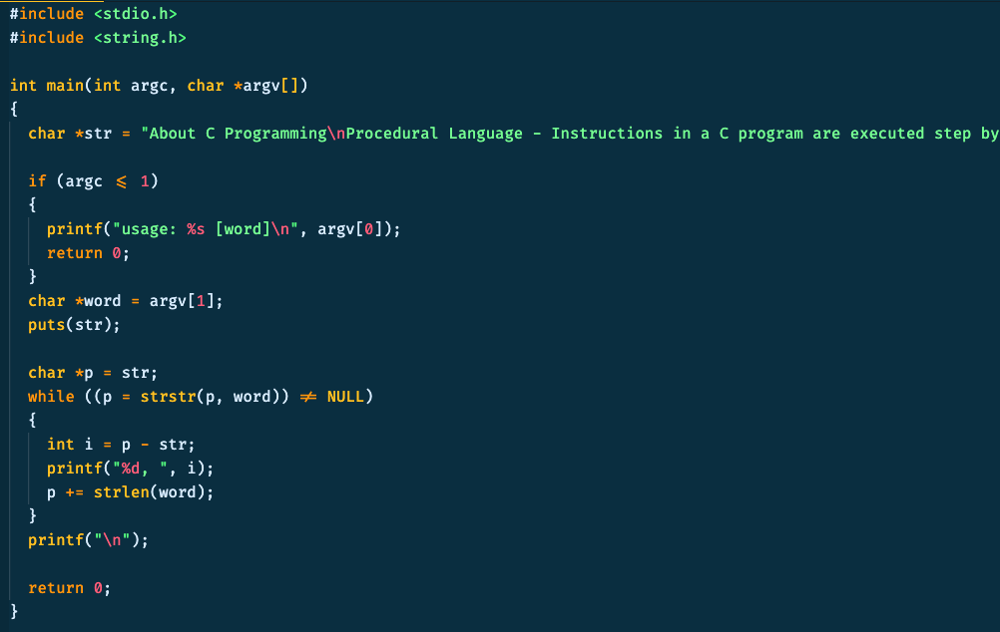 #include <stdio.h>
#include <string.h>

int main(int argc, char *argv[])
{
  char *str = "About C Programming\nProcedural Language - Instructions in a C program are executed step by

  if (argc <= 1)
  {
    printf("usage: %s [word]\n", argv[0]);
    return 0;
  }
  char *word = argv[1];
  puts(str);

  char *p = str;
  while ((p = strstr(p, word)) != NULL)
  {
    int i = p - str;
    printf("%d, ", i);
    p += strlen(word);
  }
  printf("\n");

  return 0;
}